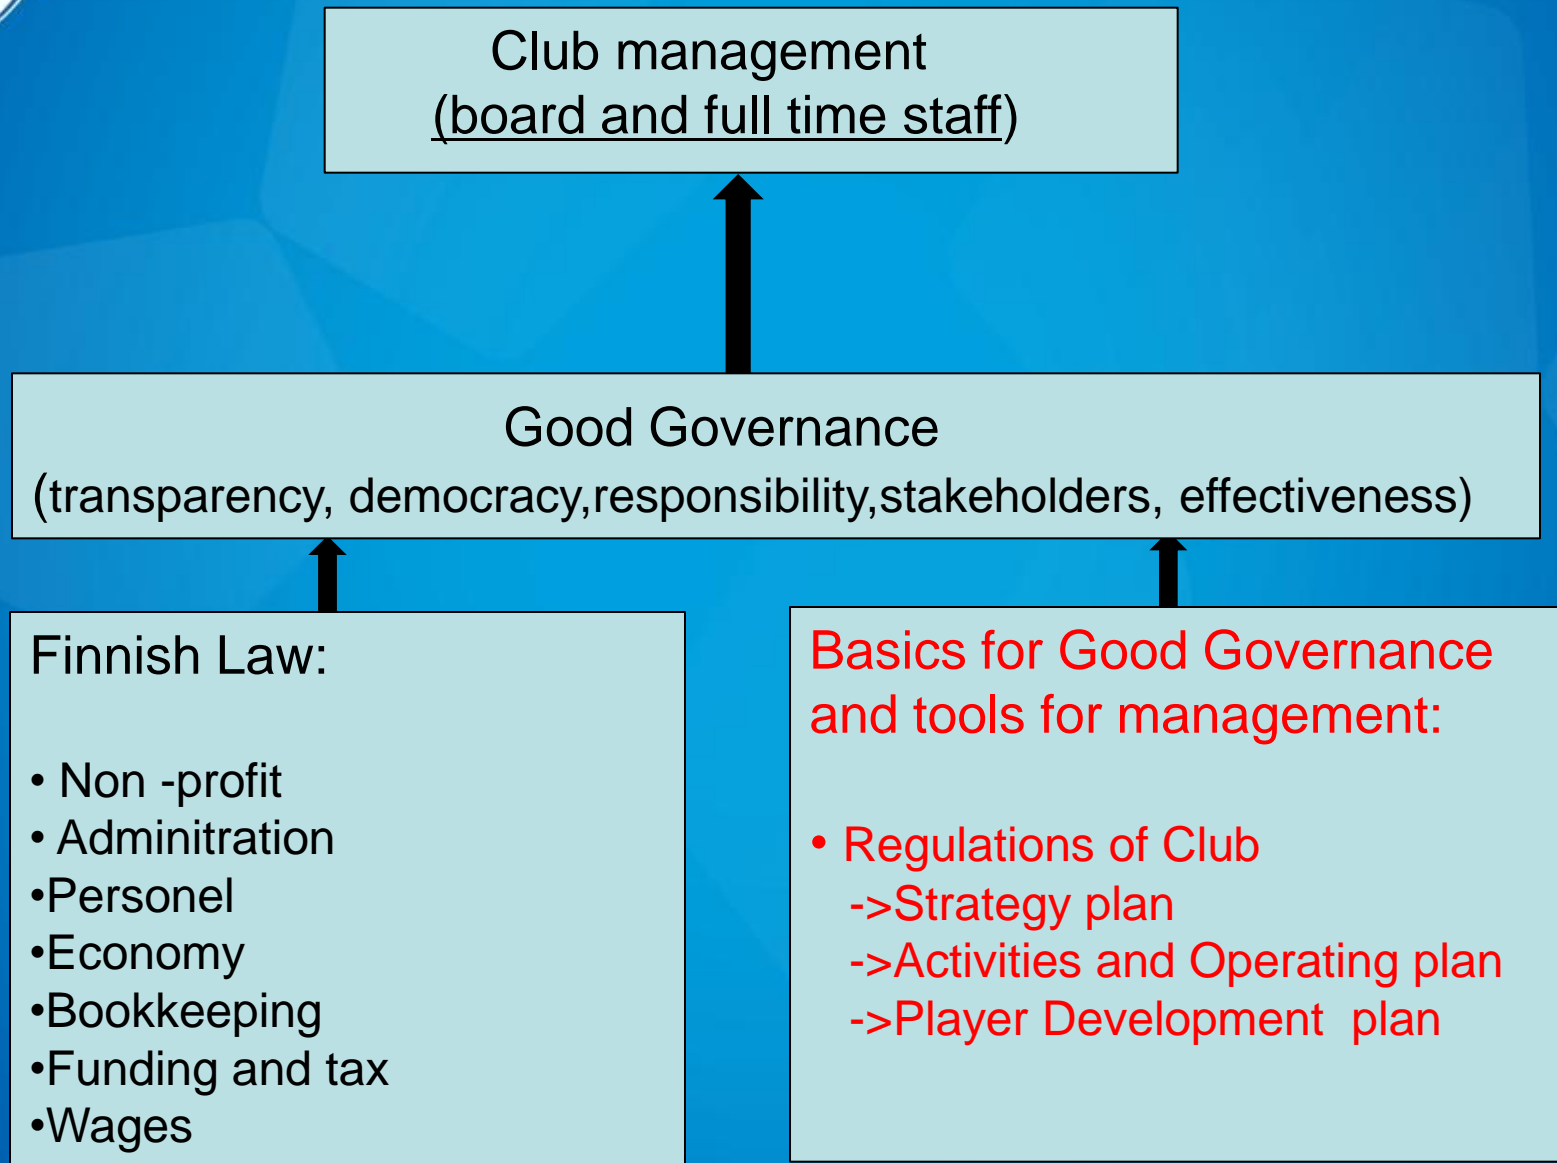 Club management
(board and full time staff)
Good Governance
(transparency, democracy,responsibility,stakeholders, effectiveness)
Finnish Law:
• Non -profit
• Adminitration
•Personel
•Economy
•Bookkeeping
•Funding and tax
•Wages
Basics for Good Governance
and tools for management:
• Regulations of Club
->Strategy plan
->Activities and Operating plan
->Player Development  plan